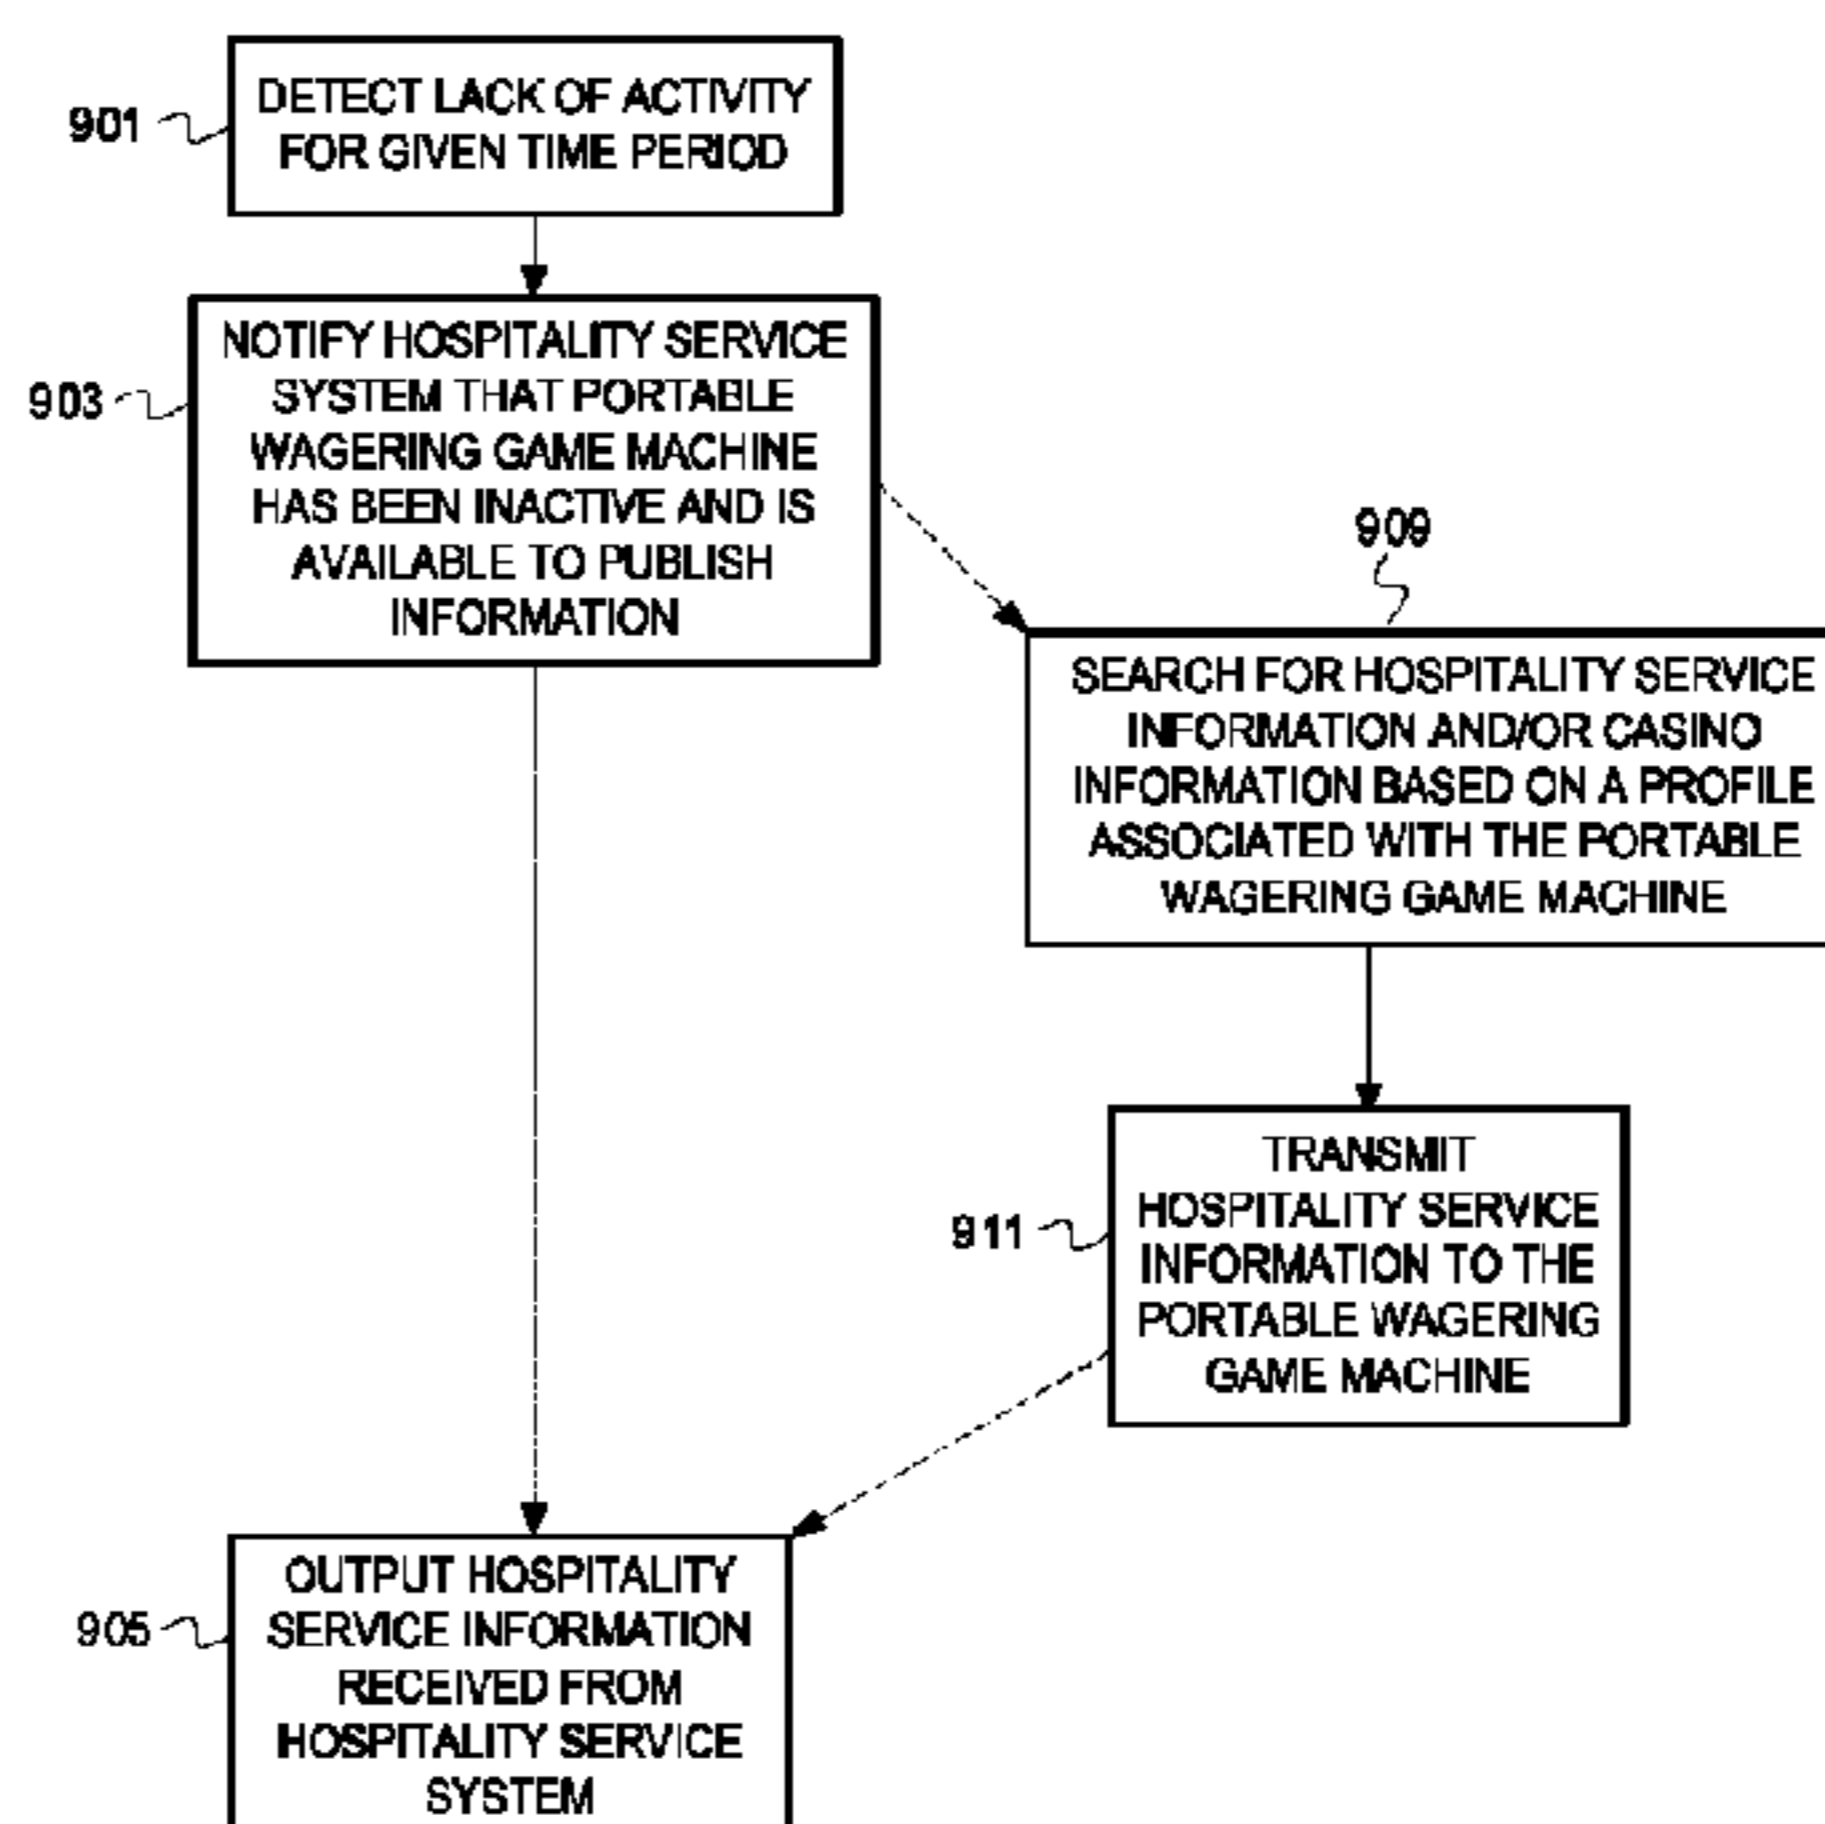 901
DETECT LACK OF ACTIVITY
FOR GIVEN TIME PERIOD
903
NOTIFY HOSPITALITY SERVICE
SYSTEM THAT PORTABLE
WAGERING GAME MACHINE
HAS BEEN INACTIVE AND IS
AVAILABLE TO PUBLISH
INFORMATION
909
SEARCH FOR HOSPITALITY SERVICE
INFORMATION AND/OR CASINO
INFORMATION BASED ON A PROFILE
ASSOCIATED WITH THE PORTABLE
WAGERING GAME MACHINE
911
TRANSMIT
HOSPITALITY SERVICE
INFORMATION TO THE
PORTABLE WAGERING
GAME MACHINE
905
OUTPUT HOSPITALITY
SERVICE INFORMATION
RECEIVED FROM
HOSPITALITY SERVICE
SYSTEM